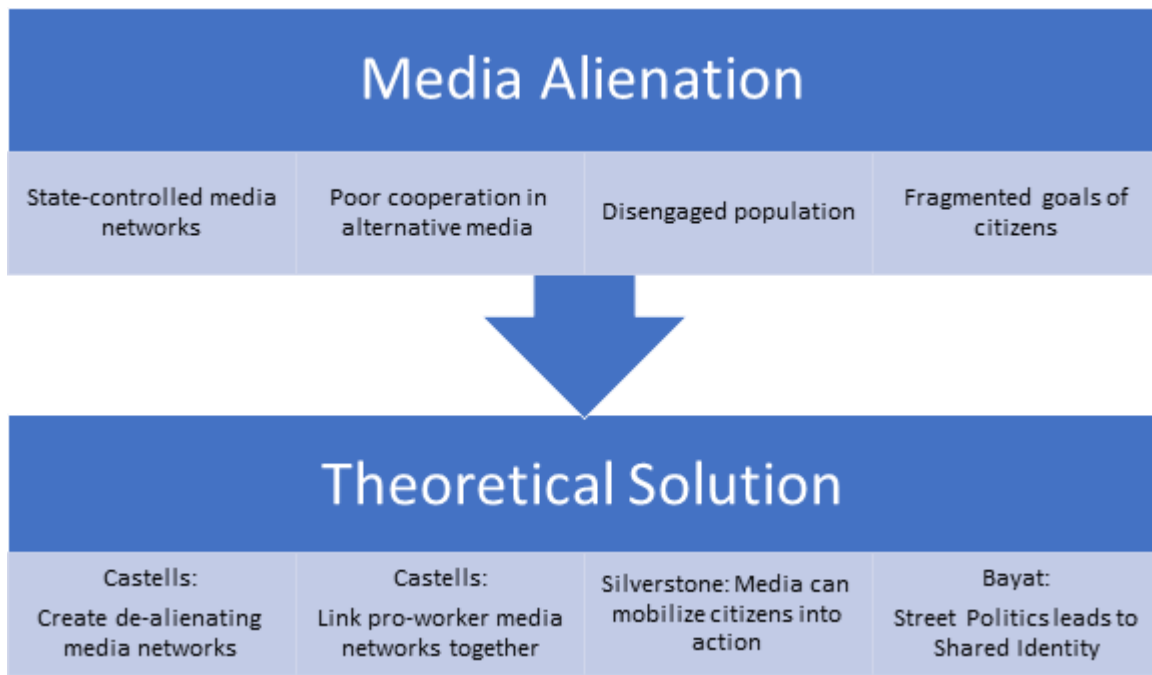 Media Alienation
State-controlled media
networks
Poor cooperation in
alternative media
Disengaged population
Fragmented goals of
citizens
Theoretical Solution
Castells:
Create de-alienating
media networks
Castells:
Link pro-worker media
networks together
Silverstone: Media can
mobilize citizens into
action
Bayat:
Street Politics leads to
Shared Identity